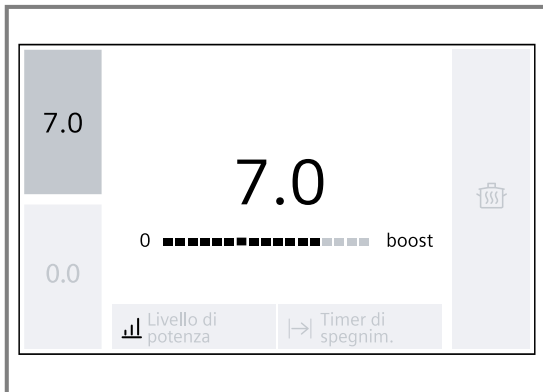 7.0
7.0
0 boost
0.0
Livello di
potenza
Timer di
spegnim.